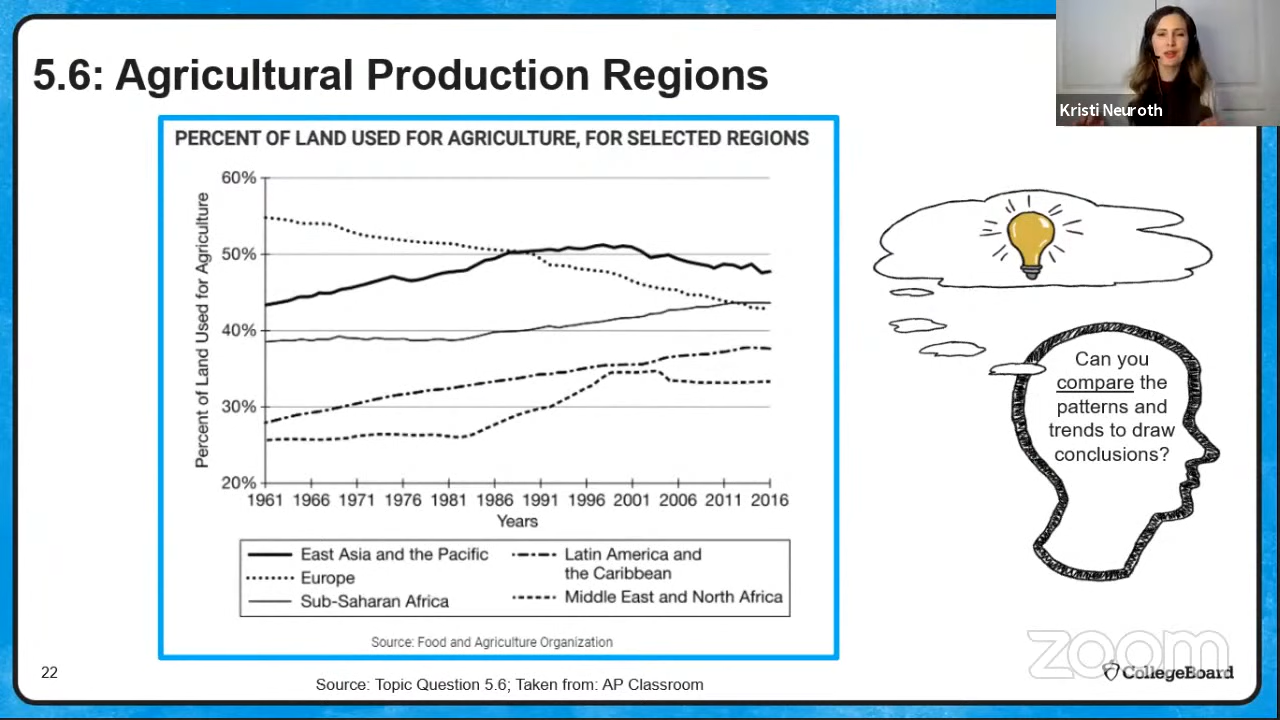 5.6: Agricultural Production Regions
Kristi Neuroth
PERCENT OF LAND USED FOR AGRICULTURE, FOR SELECTED REGIONS
Percent of Land Used for Agriculture
60%
50%
40%
30%
20%
1961 1966 1971 1976 1981 1986 1991 1996 2001 2006 2011 2016
Years
East Asia and the Pacific
Europe
Sub-Saharan Africa
Latin America and
the Caribbean
Middle East and North Africa
Source: Food and Agriculture Organization
Can you
compare the
patterns and
trends to draw
conclusions?
22
Source: Topic Question 5.6; Taken from: AP Classroom
zoom
CollegeBoard